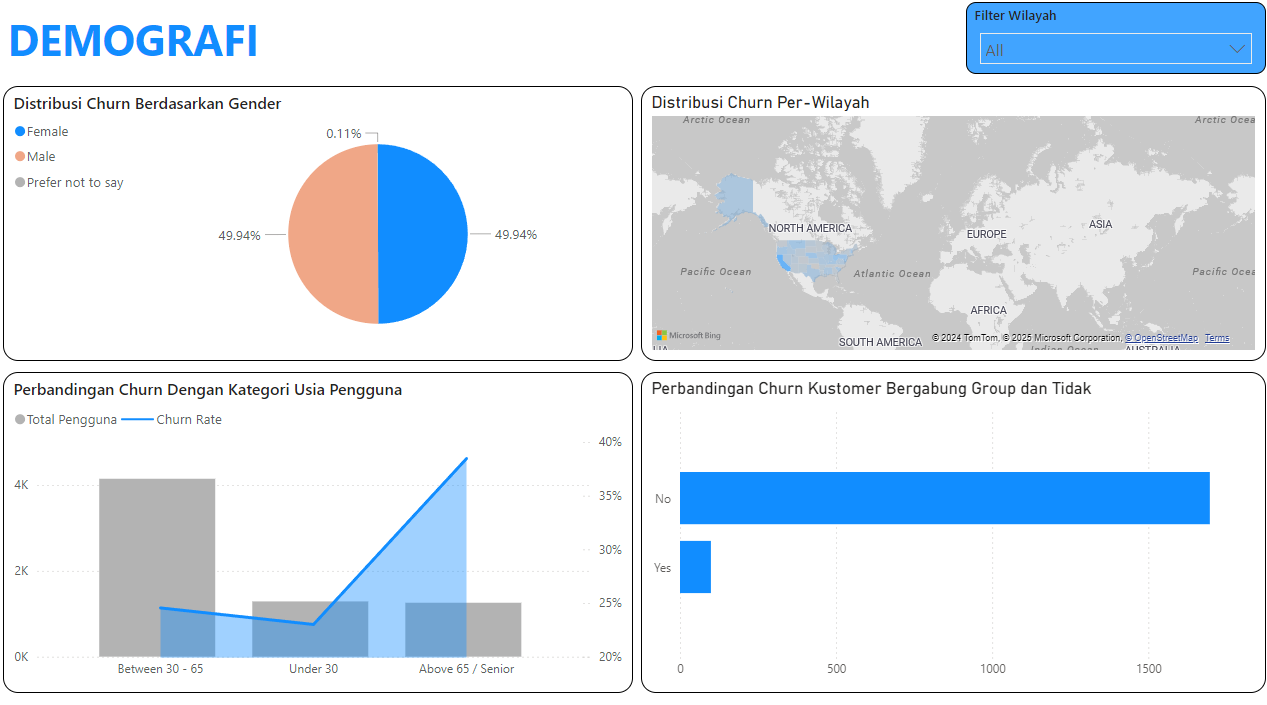 DEMOGRAFI
Filter Wilayah
All
Distribusi Churn Berdasarkan Gender
Female
Male
Prefer not to say
0.11%
49.94%
49.94%
Distribusi Churn Per-Wilayah
Arctic Ocean
Arctic Ocea
NORTH AMERICA
EUROPE
ASIA
Pacific Ocean
Atlantic Ocean
Pacific Ocea
AFRICA
SOUTH AMERICA
Microsoft Bing
© 2024 TomTom, © 2025 Microsoft Corporation, © OpenStreetMap Terms
Indian Ocean
AUSTRALIA
Perbandingan Churn Dengan Kategori Usia Pengguna
Total Pengguna
Churn Rate
4K
2K
0K
40%
35%
30%
25%
20%
Between 30 - 65
Under 30
Above 65 / Senior
Perbandingan Churn Kustomer Bergabung Group dan Tidak
No
Yes
0
500
1000
1500